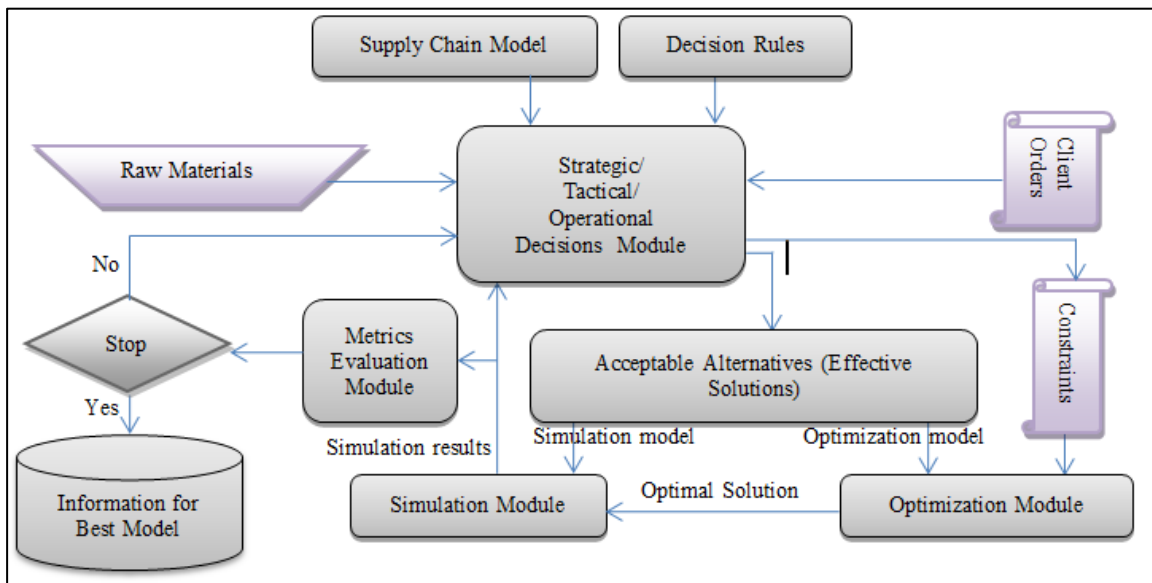 Supply Chain Model
Decision Rules
Raw Materials
Strategic/
Tactical/
Operational
Decisions Module
Client
Orders
No
Stop
Metrics
Evaluation
Module
Acceptable Alternatives (Effective
Solutions)
Constraints
Yes
Simulation results
Simulation model
Optimization model
Information for
Best Model
Simulation Module
Optimal Solution
Optimization Module